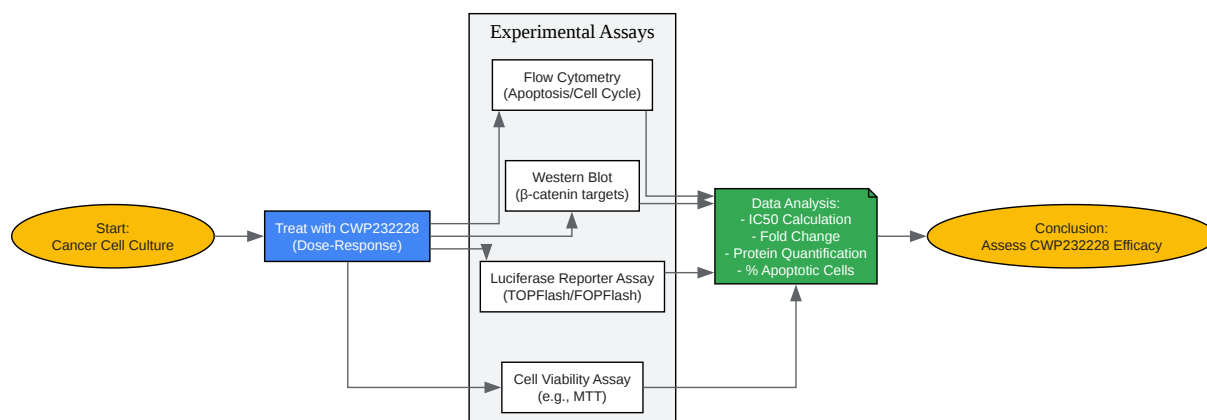 Experimental Assays
Flow Cytometry
(Apoptosis/Cell Cycle)
Western Blot
(β-catenin targets)
Start:
Cancer Cell Culture
Treat with CWP232228
(Dose-Response)
Luciferase Reporter Assay
(TOPFlash/FOPFlash)
Cell Viability Assay
(e.g., MTT)
Data Analysis:
- IC50 Calculation
- Fold Change
- Protein Quantification
- % Apoptotic Cells
Conclusion:
Assess CWP232228 Efficacy